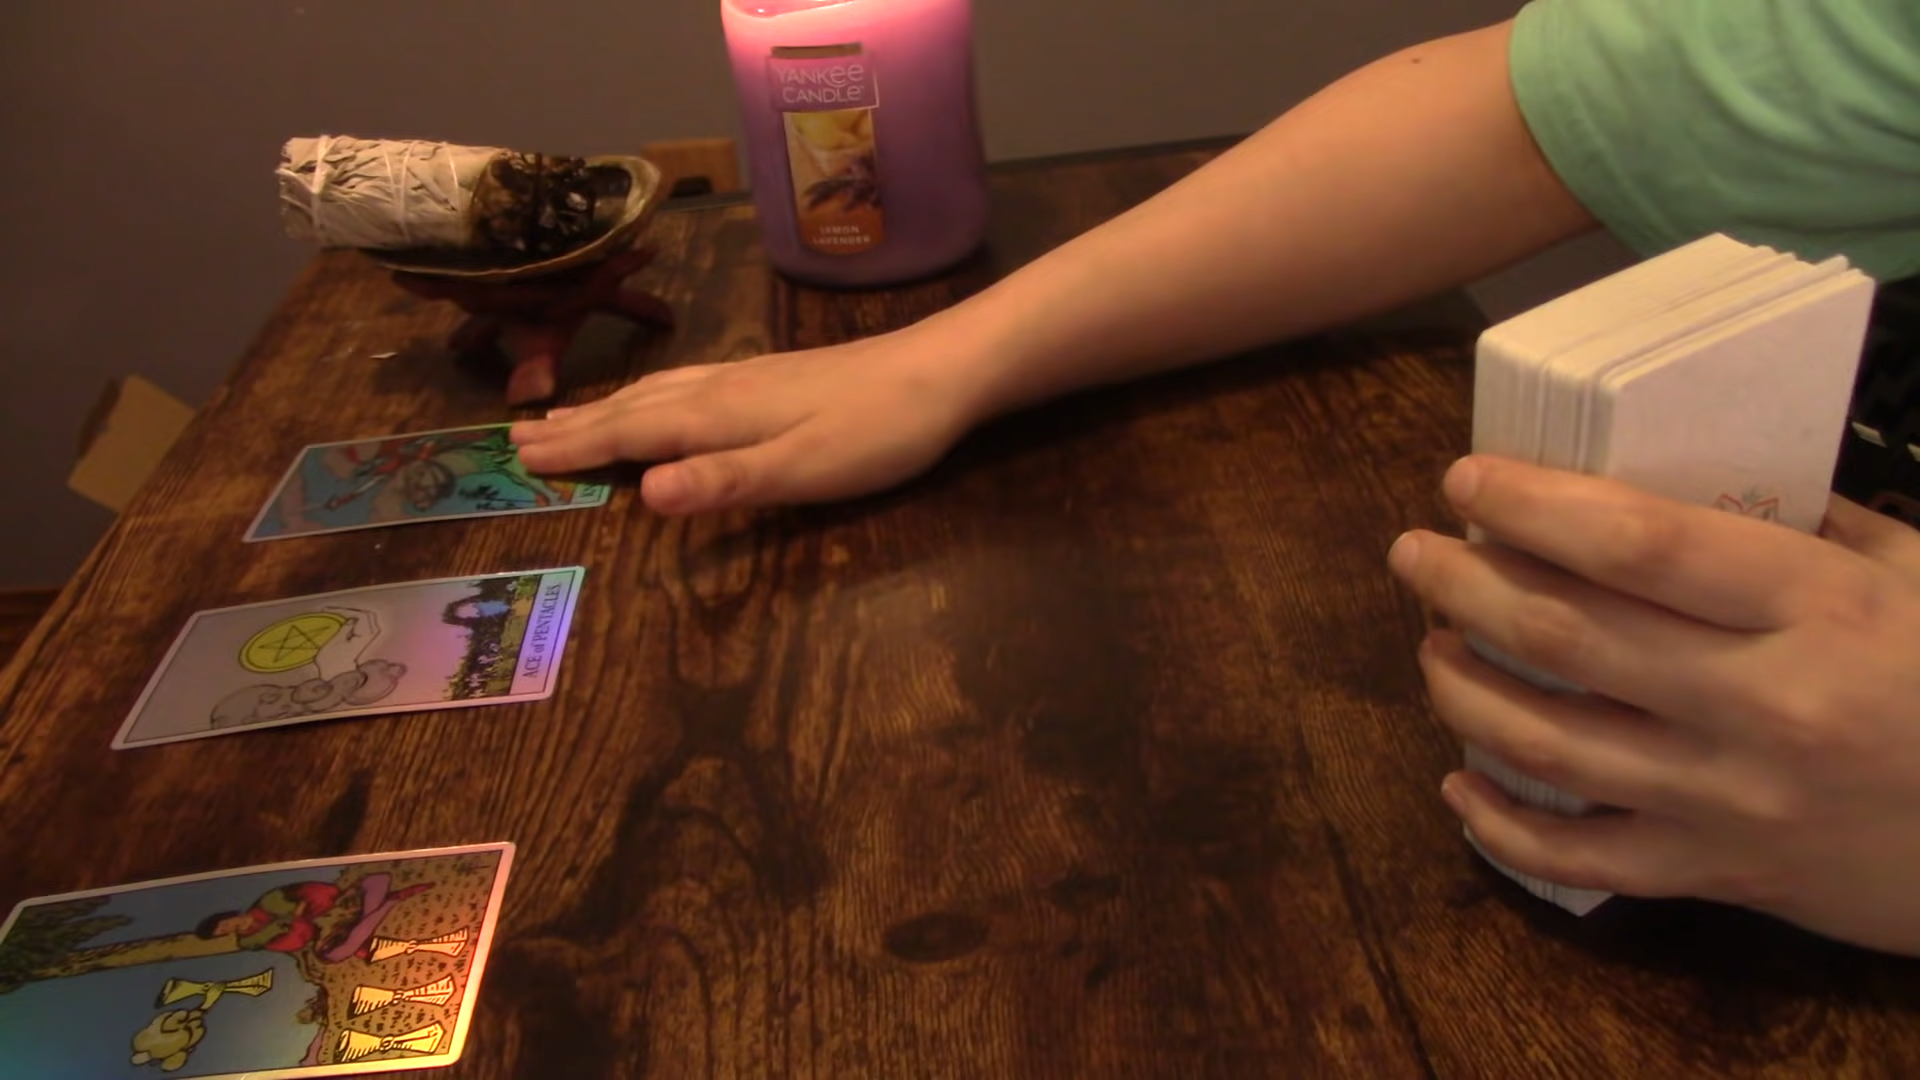 YANKEE
CANDLE
LEMON
LAVENDER
ACE of PENTACLES